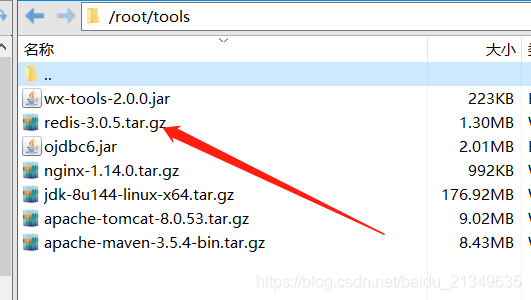 /root/tools
名称 大小
..
wx-tools-2.0.0.jar 223KB
redis-3.0.5.tar.gz 1.30MB
ojdbc6.jar 2.01MB
nginx-1.14.0.tar.gz 992KB
jdk-8u144-linux-x64.tar.gz 176.92MB
apache-tomcat-8.0.53.tar.gz 9.02MB
apache-maven-3.5.4-bin.tar.gz 8.43MB
https://blog.csdn.net/baidu_21349635